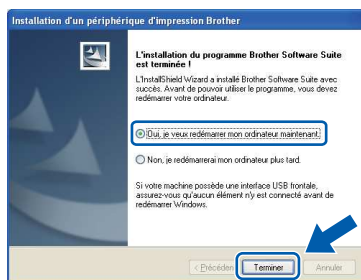 Installation d'un périphérique d'impression Brother
L'installation du programme Brother Software Suite
est terminée !
L'InstallShield Wizard a installé Brother Software Suite avec
succès. Avant de pouvoir utiliser le programme, vous devez
redémarrer votre ordinateur.
Oui, je veux redémarrer mon ordinateur maintenant.
Non, je redémarrerai mon ordinateur plus tard.
Si votre machine possède une interface USB frontale,
assurez-vous qu'aucun élément n'y est connecté avant de
redémarrer Windows.
< Précédent
Terminer
Annuler